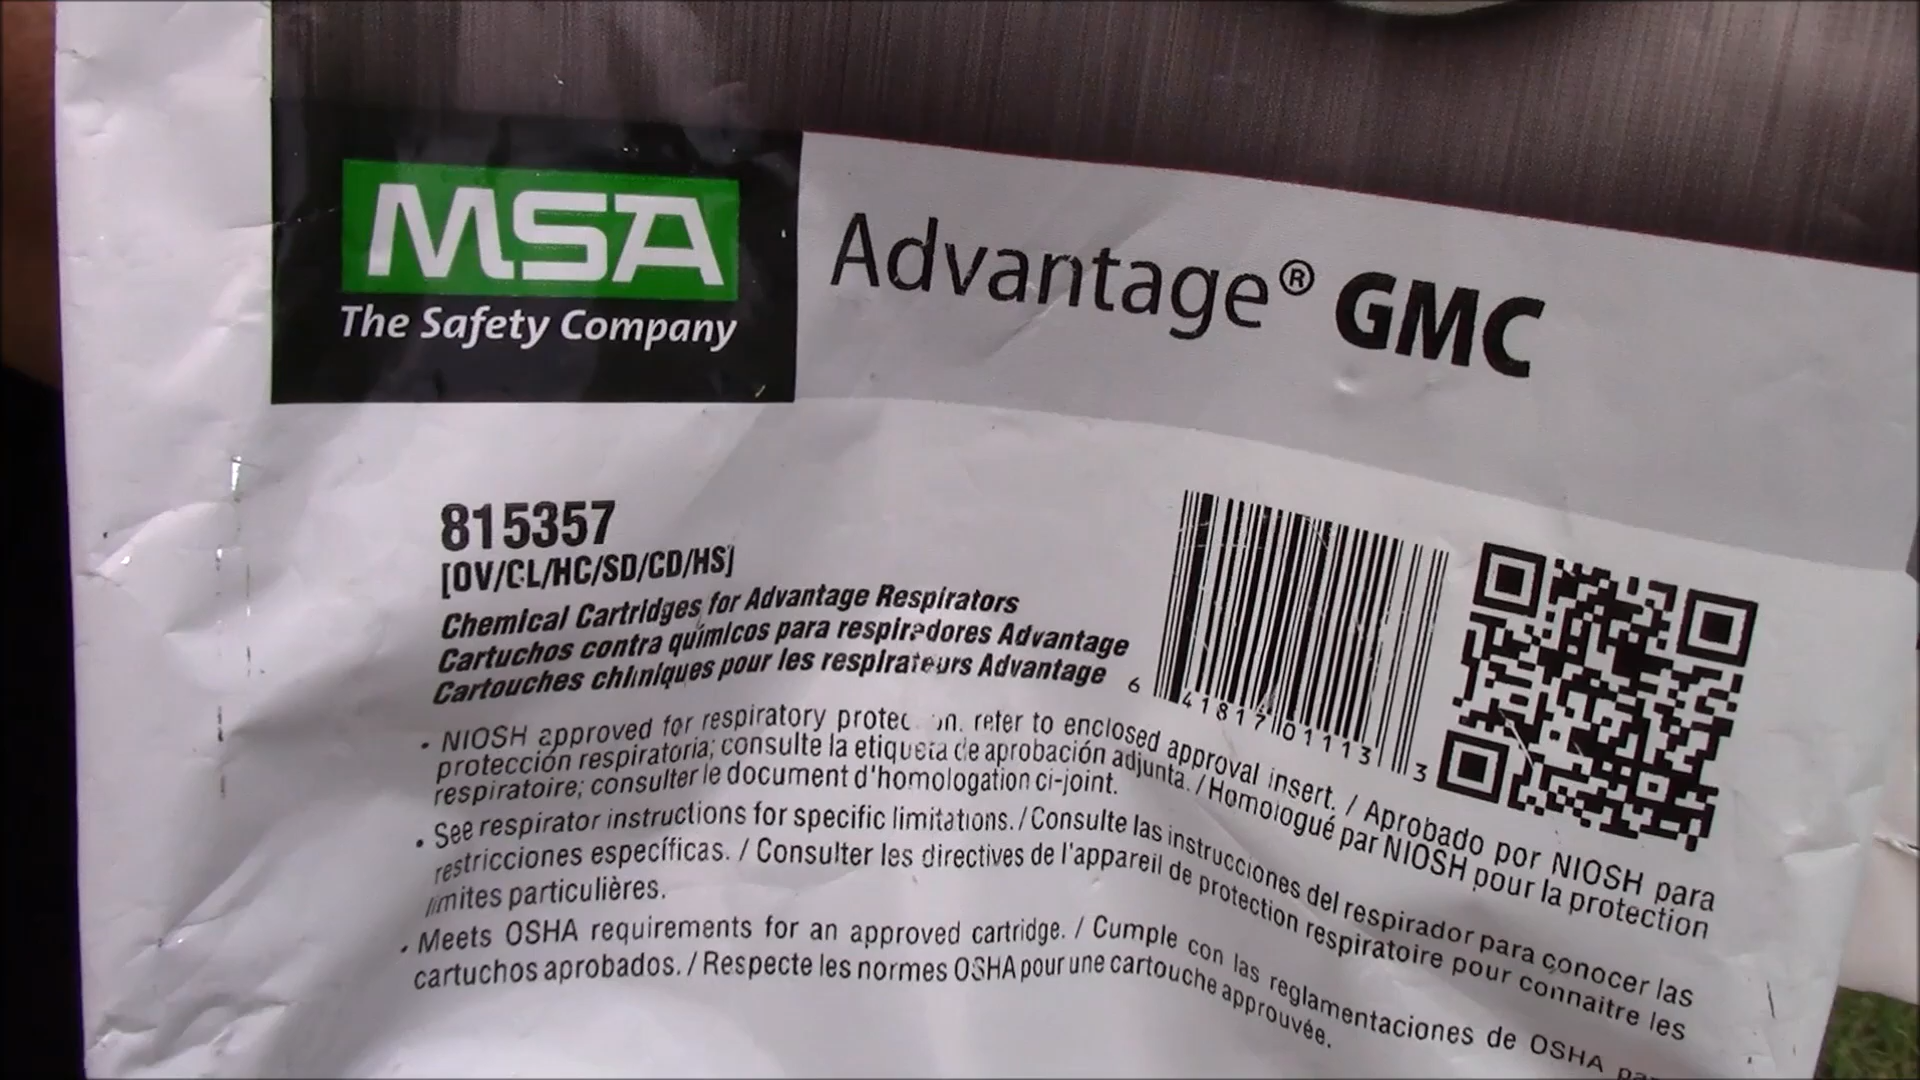 MSA
The Safety Company
Advantage® GMC
815357
[OV/CL/HC/SD/CD/HS]
Chemical Cartridges for Advantage Respirators
Cartuchos contra químicos para respiradores Advantage
Cartouches chimiques pour les respirateurs Advantage
6 41817 01113 3
• NIOSH approved for respiratory protection, refer to enclosed approval insert. / Aprobado por NIOSH para
protección respiratoria; consulte la etiqueta de aprobación adjunta. / Homologué par NIOSH pour la protection
respiratoire; consulter le document d'homologation ci-joint.
• See respirator instructions for specific limitations. / Consulte las instrucciones del respirador para conocer las
restricciones específicas. / Consulter les directives de l'appareil de protection respiratoire pour connaitre les
limites particulières.
• Meets OSHA requirements for an approved cartridge. / Cumple con las reglamentaciones de OSHA
cartuchos aprobados. / Respecte les normes OSHA pour une cartouche approuvée.